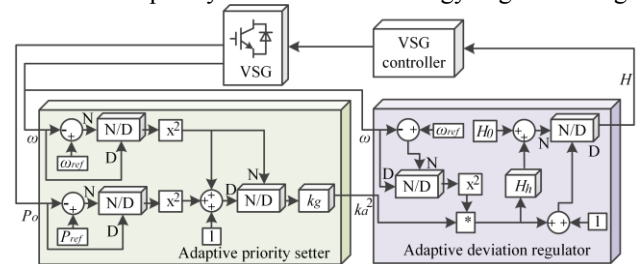 VSG
VSG
controller
H
ω
N
N/D
x²
D
ωref
Po
N
N/D
x²
D
Pref
D
N
N/D
kg
1
Adaptive priority setter
ω
ωref
N
D
N/D
x²
ka²
*
H0
N
N/D
D
Hh
1
Adaptive deviation regulator